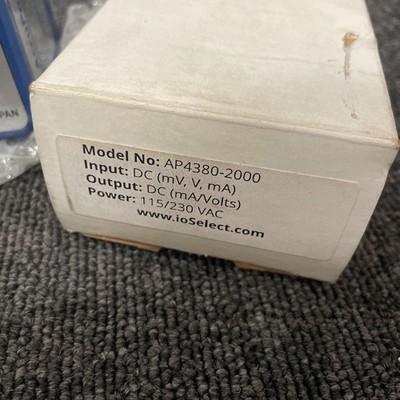 Model No: AP4380-2000
Input: DC (mV, V, mA)
Output: DC (mA/Volts)
Power: 115/230 VAC
www.ioSelect.com
PAN